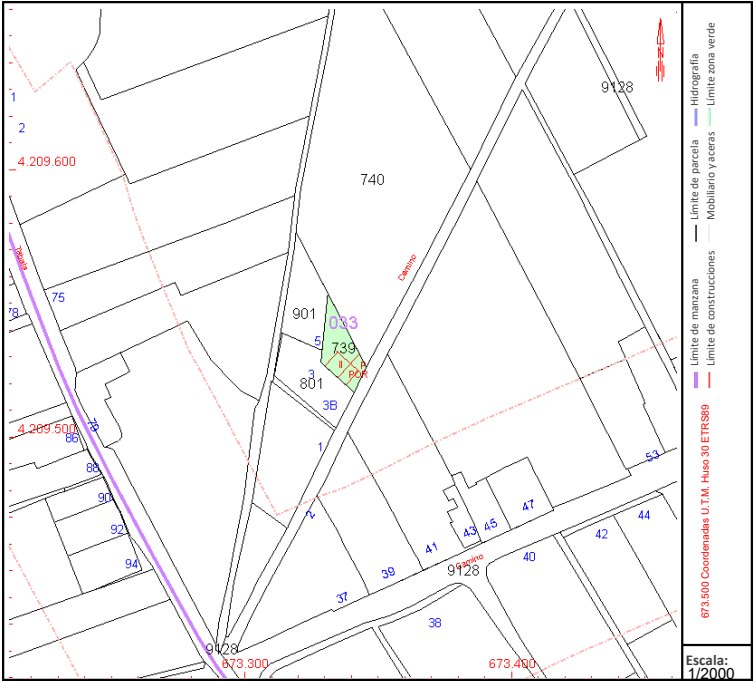 9128
1
2
4.209.600
740
Camino
Tabala
75
78
901
033
5
739
II
P
POR
3
801
3B
1
4.209.500
79
86
88
90
92
94
2
53
47
45
43
41
39
37
44
42
40
Camino
9128
38
9128
673.300
673.400
Límite de manzana
Límite de parcela
Hidrografía
673.500 Coordenadas U.T.M. Huso 30 ETRS89
Límite de construcciones
Mobiliario y aceras
Límite zona verde
Escala:
1/2000